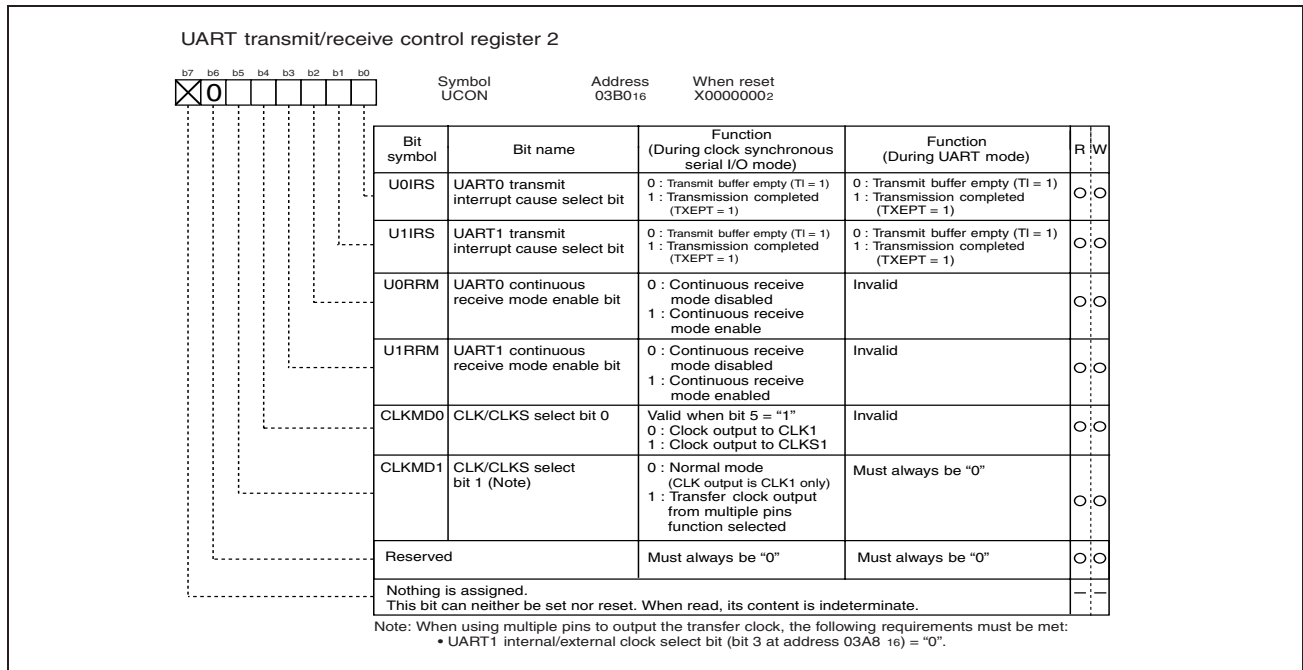 UART transmit/receive control register 2
b7 b6 b5 b4 b3 b2 b1 b0
0
Symbol Address When reset
UCON 03B016 X00000002
Bit symbol Bit name Function (During clock synchronous serial I/O mode) Function (During UART mode) R W
U0IRS UART0 transmit interrupt cause select bit
0 : Transmit buffer empty (TI = 1)
1 : Transmission completed
(TXEPT = 1)
0 : Transmit buffer empty (TI = 1)
1 : Transmission completed
(TXEPT = 1)
U1IRS UART1 transmit interrupt cause select bit
0 : Transmit buffer empty (TI = 1)
1 : Transmission completed
(TXEPT = 1)
0 : Transmit buffer empty (TI = 1)
1 : Transmission completed
(TXEPT = 1)
U0RRM UART0 continuous receive mode enable bit
0 : Continuous receive
mode disabled
1 : Continuous receive
mode enable
Invalid
U1RRM UART1 continuous receive mode enable bit
0 : Continuous receive
mode disabled
1 : Continuous receive
mode enabled
Invalid
CLKMD0 CLK/CLKS select bit 0
Valid when bit 5 = “1”
0 : Clock output to CLK1
1 : Clock output to CLKS1
Invalid
CLKMD1 CLK/CLKS select bit 1 (Note)
0 : Normal mode
(CLK output is CLK1 only)
1 : Transfer clock output
from multiple pins
function selected
Must always be “0”
Reserved Must always be “0” Must always be “0”
Nothing is assigned.
This bit can neither be set nor reset. When read, its content is indeterminate.
Note: When using multiple pins to output the transfer clock, the following requirements must be met:
• UART1 internal/external clock select bit (bit 3 at address 03A8 16) = “0”.